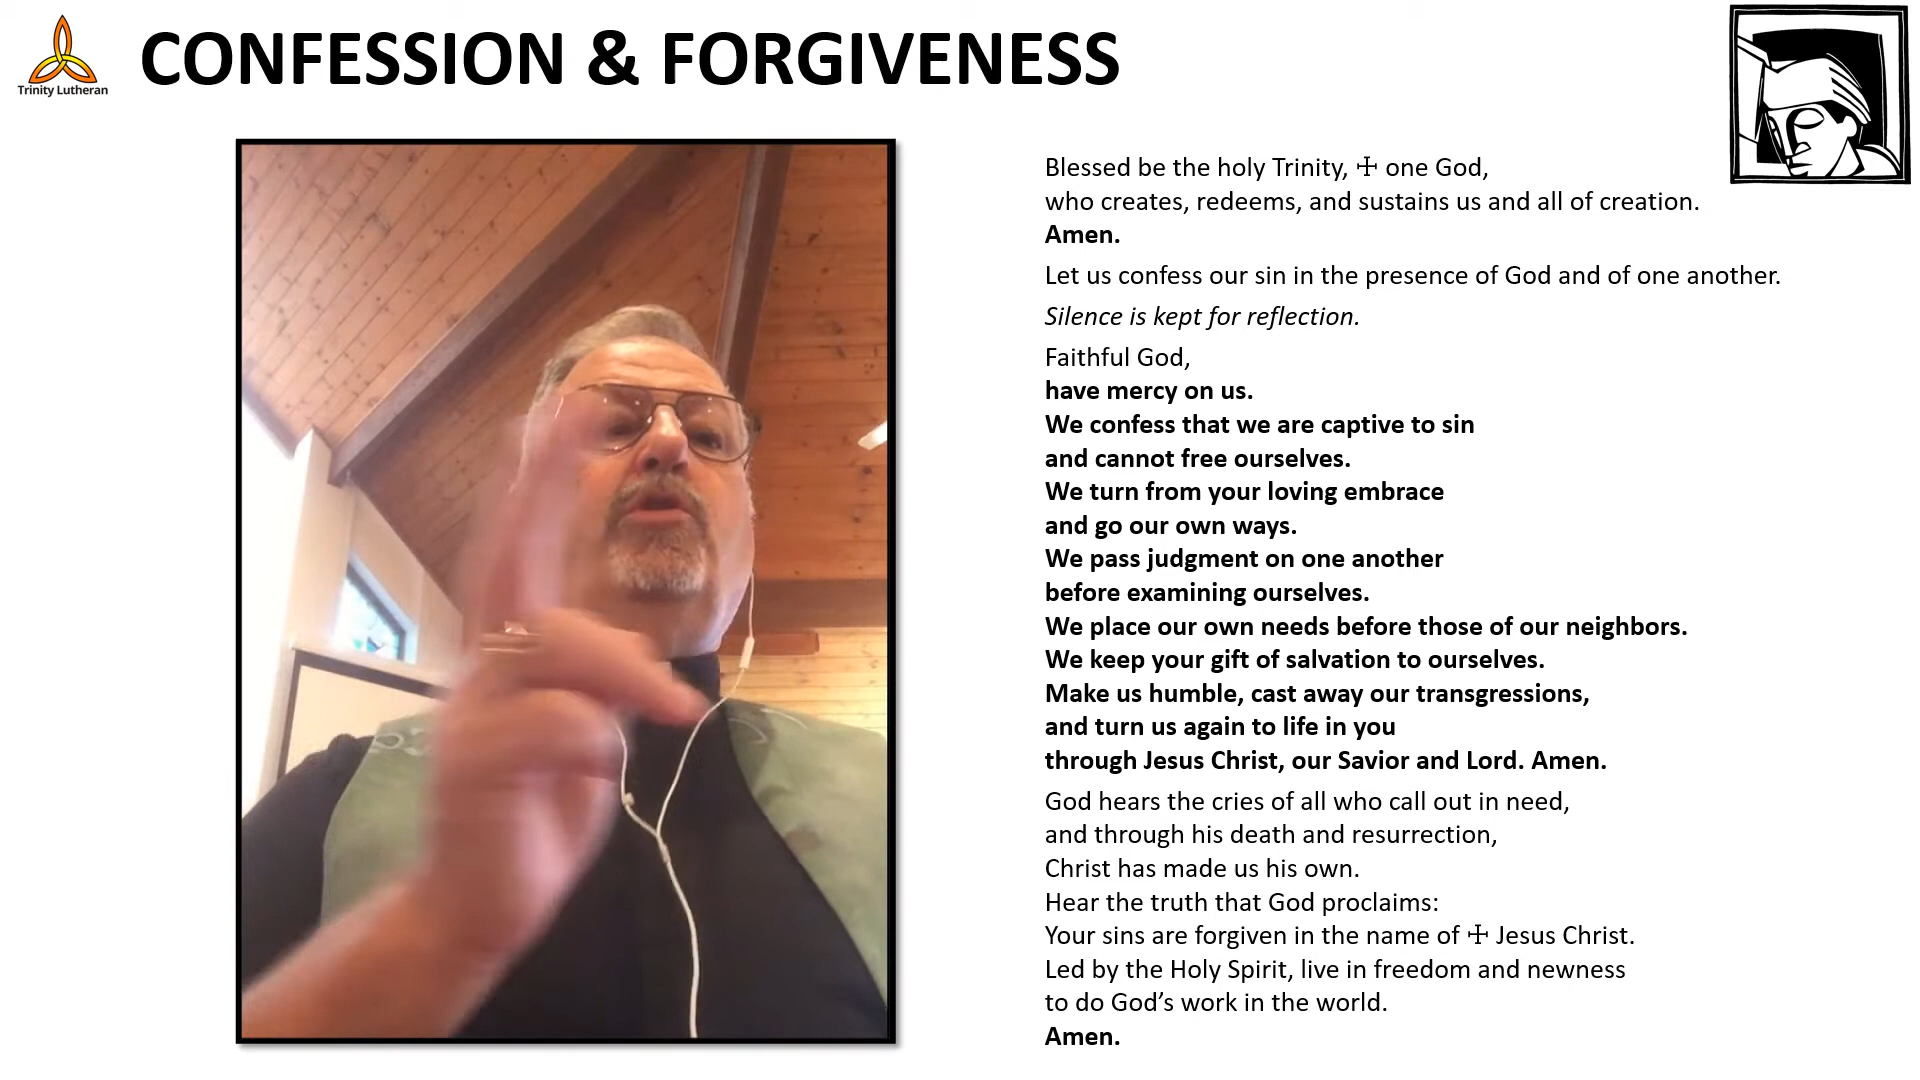 Trinity Lutheran
CONFESSION & FORGIVENESS
Blessed be the holy Trinity, ☩ one God,
who creates, redeems, and sustains us and all of creation.
Amen.
Let us confess our sin in the presence of God and of one another.
Silence is kept for reflection.
Faithful God,
have mercy on us.
We confess that we are captive to sin
and cannot free ourselves.
We turn from your loving embrace
and go our own ways.
We pass judgment on one another
before examining ourselves.
We place our own needs before those of our neighbors.
We keep your gift of salvation to ourselves.
Make us humble, cast away our transgressions,
and turn us again to life in you
through Jesus Christ, our Savior and Lord. Amen.
God hears the cries of all who call out in need,
and through his death and resurrection,
Christ has made us his own.
Hear the truth that God proclaims:
Your sins are forgiven in the name of ☩ Jesus Christ.
Led by the Holy Spirit, live in freedom and newness
to do God’s work in the world.
Amen.